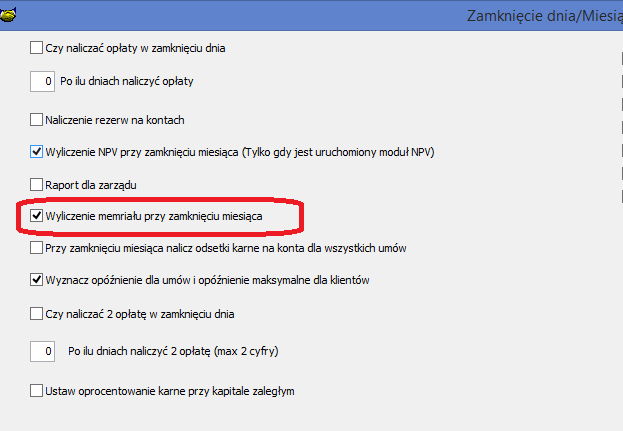 Zamknięcie dnia/Miesią
Czy naliczać opłaty w zamknięciu dnia
0 Po ilu dniach naliczyć opłaty
Naliczenie rezerw na kontach
Wyliczenie NPV przy zamknięciu miesiąca (Tylko gdy jest uruchomiony moduł NPV)
Raport dla zarządu
Wyliczenie memriału przy zamknięciu miesiąca
Przy zamknięciu miesiąca nalicz odsetki karne na konta dla wszystkich umów
Wyznacz opóźnienie dla umów i opóźnienie maksymalne dla klientów
Czy naliczać 2 opłatę w zamknięciu dnia
0 Po ilu dniach naliczyć 2 opłatę (max 2 cyfry)
Ustaw oprocentowanie karne przy kapitale zaległym